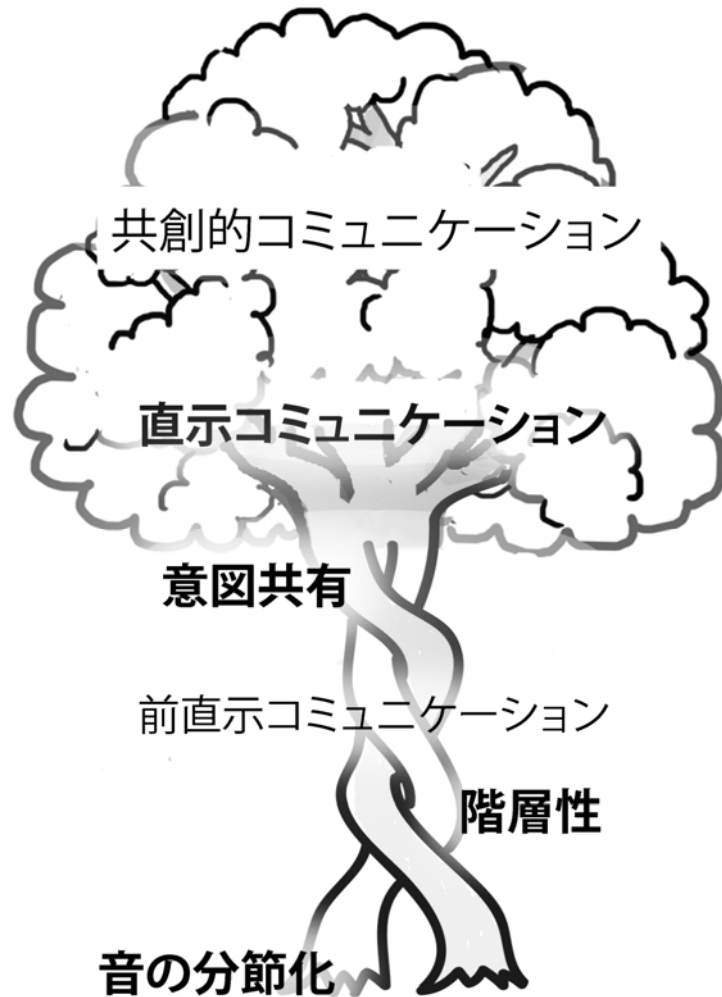 共創的コミュニケーション
直示コミュニケーション
意図共有
前直示コミュニケーション
階層性
音の分節化